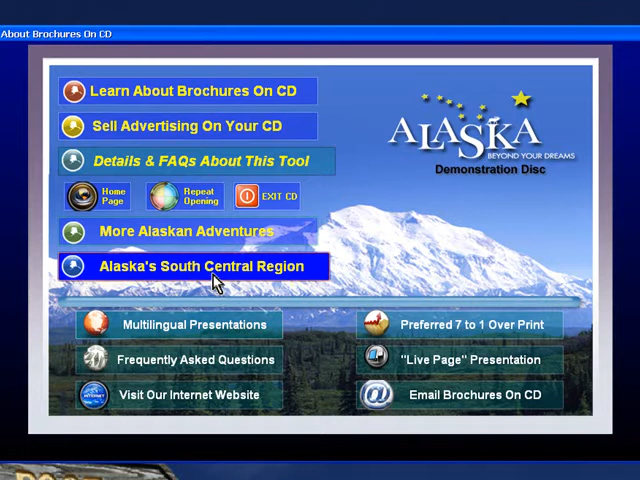 About Brochures On CD
Learn About Brochures On CD
Sell Advertising On Your CD
Details & FAQs About This Tool
Home Page
Repeat Opening
EXIT CD
More Alaskan Adventures
Alaska's South Central Region
ALASKA
BEYOND YOUR DREAMS
Demonstration Disc
Multilingual Presentations
Preferred 7 to 1 Over Print
Frequently Asked Questions
"Live Page" Presentation
INTERNET
Visit Our Internet Website
@
Email Brochures On CD